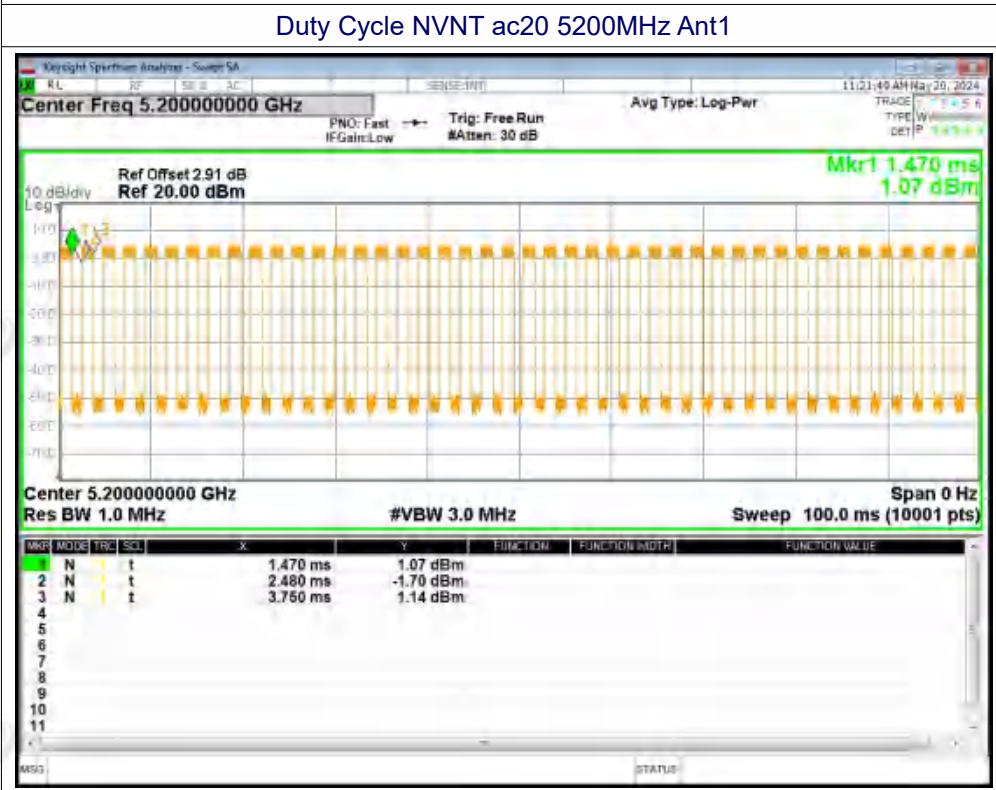 Duty Cycle NVNT ac20 5200MHz Ant1
Keysight Spectrum Analyzer - Swept SA
RL RF 50 Ω AC SENSE:INT 11:21:49 AM May 20, 2024
Center Freq 5.200000000 GHz Avg Type: Log-Pwr TRACE
PNO: Fast Trig: Free Run TYPE
IFGain:Low #Atten: 30 dB DET P
Mkr1 1.470 ms
Ref Offset 2.91 dB
10 dB/div Ref 20.00 dBm 1.07 dBm
Log
Center 5.200000000 GHz Span 0 Hz
Res BW 1.0 MHz #VBW 3.0 MHz Sweep 100.0 ms (10001 pts)
MKR MODE TRC SCL X Y FUNCTION FUNCTION WIDTH FUNCTION VALUE
1 N 1 t 1.470 ms 1.07 dBm
2 N 1 t 2.480 ms -1.70 dBm
3 N 1 t 3.750 ms 1.14 dBm
4
5
6
7
8
9
10
11
MSG STATUS